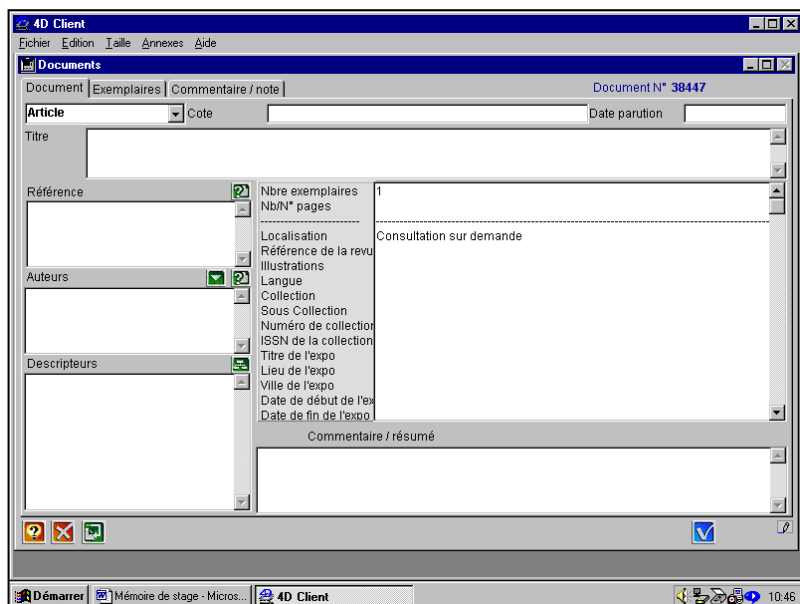 4D Client
Fichier Edition Taille Annexes Aide
Documents
Document Exemplaires Commentaire / note Document N° 38447
Article Cote Date parution
Titre
Référence
Nbre exemplaires 1
Nb/N° pages
Localisation Consultation sur demande
Référence de la revu
Illustrations
Auteurs
Langue
Collection
Sous Collection
Numéro de collection
ISSN de la collection
Titre de l'expo
Descripteurs
Lieu de l'expo
Ville de l'expo
Date de début de l'ex
Date de fin de l'expo
Commentaire / résumé
Démarrer Mémoire de stage - Micros... 4D Client 10:46